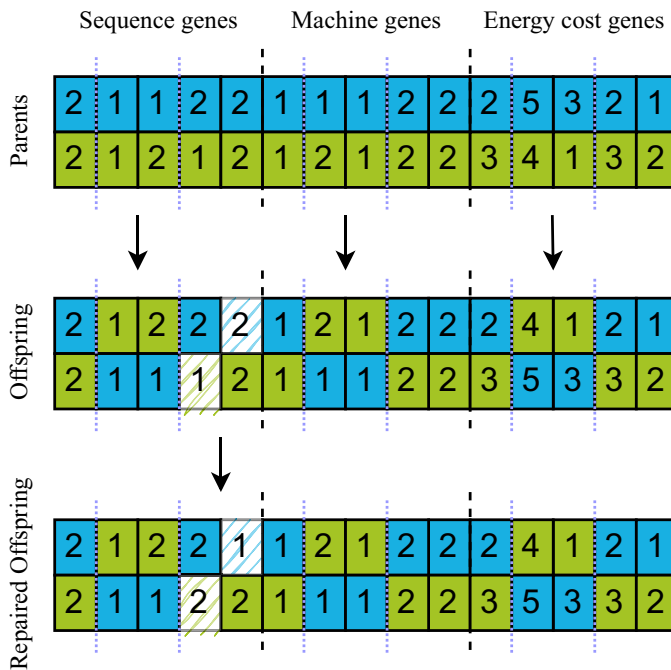 Sequence genes Machine genes Energy cost genes
Parents
2 1 1 2 2 1 1 1 2 2 2 5 3 2 1
2 1 2 1 2 1 2 1 2 2 3 4 1 3 2
Offspring
2 1 2 2 2 1 2 1 2 2 2 4 1 2 1
2 1 1 1 2 1 1 1 2 2 3 5 3 3 2
Repaired Offspring
2 1 2 2 1 1 2 1 2 2 2 4 1 2 1
2 1 1 2 2 1 1 1 2 2 3 5 3 3 2